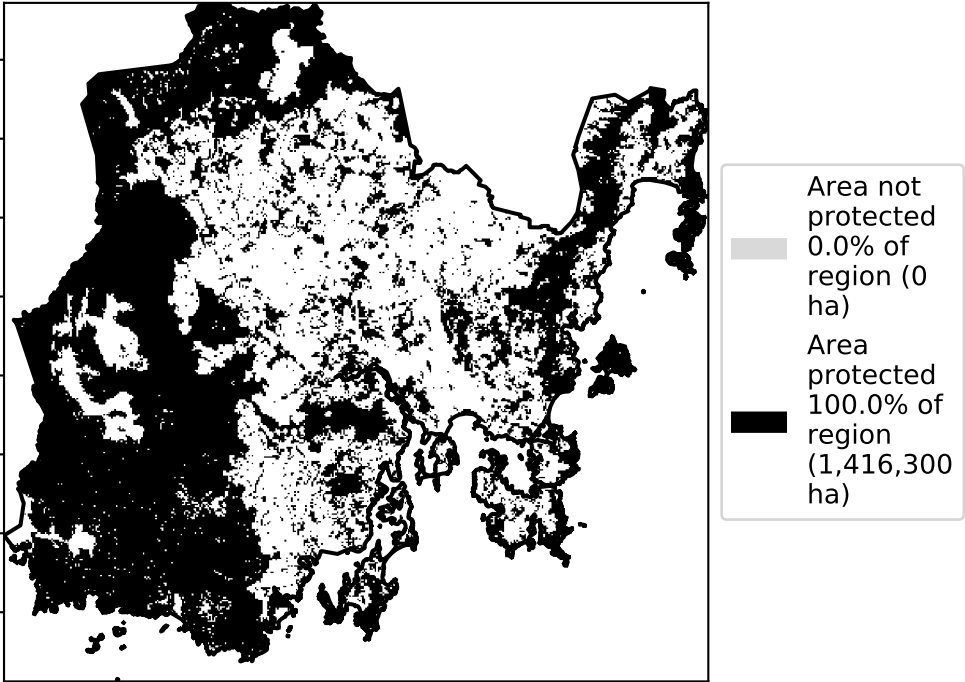 Area not
protected
0.0% of
region (0
ha)
Area
protected
100.0% of
region
(1,416,300
ha)